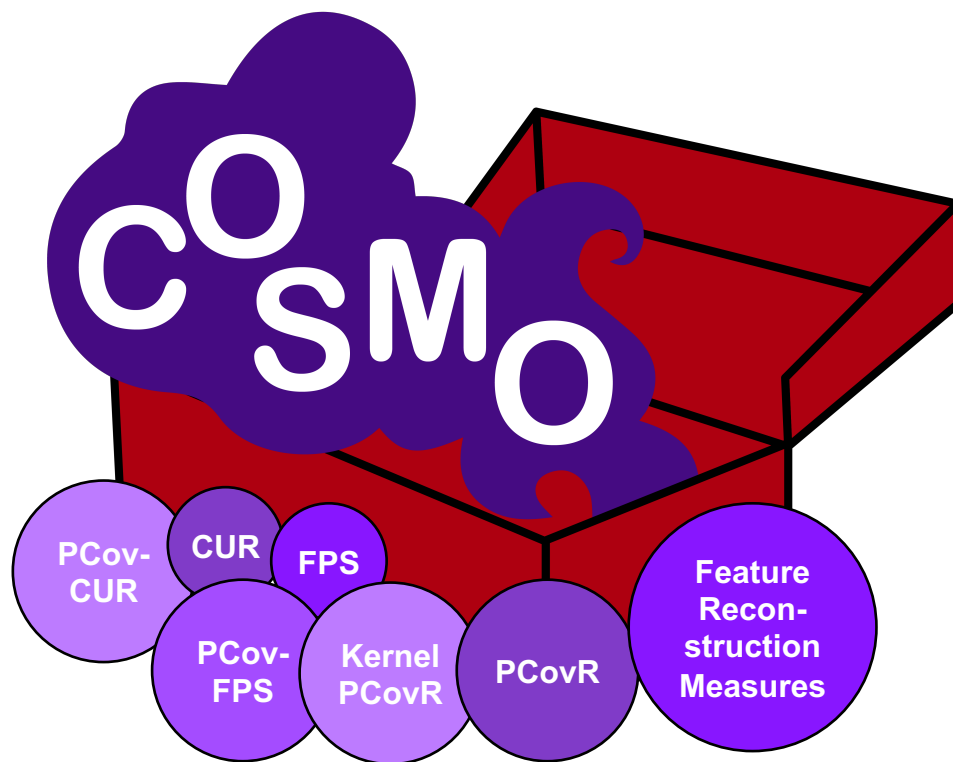 COSMO
PCov-
CUR
CUR
FPS
PCov-
FPS
Kernel
PCovR
PCovR
Feature
Recon-
struction
Measures